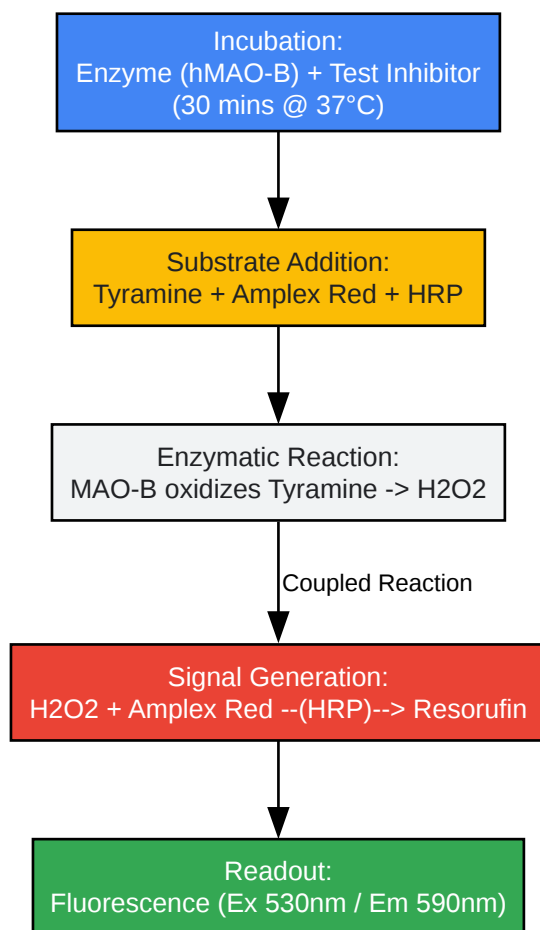 Incubation:
Enzyme (hMAO-B) + Test Inhibitor
(30 mins @ 37°C)
Substrate Addition:
Tyramine + Amplex Red + HRP
Enzymatic Reaction:
MAO-B oxidizes Tyramine -> H2O2
Coupled Reaction
Signal Generation:
H2O2 + Amplex Red --(HRP)--> Resorufin
Readout:
Fluorescence (Ex 530nm / Em 590nm)